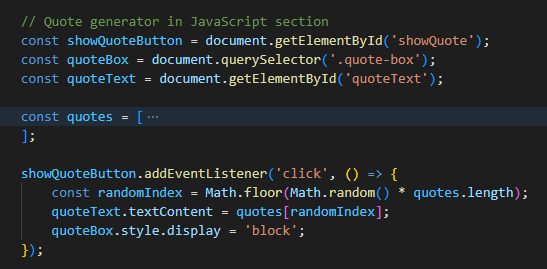 // Quote generator in JavaScript section
const showQuoteButton = document.getElementById('showQuote');
const quoteBox = document.querySelector('.quote-box');
const quoteText = document.getElementById('quoteText');
const quotes = [ ⋯
];
showQuoteButton.addEventListener('click', () => {
    const randomIndex = Math.floor(Math.random() * quotes.length);
    quoteText.textContent = quotes[randomIndex];
    quoteBox.style.display = 'block';
});